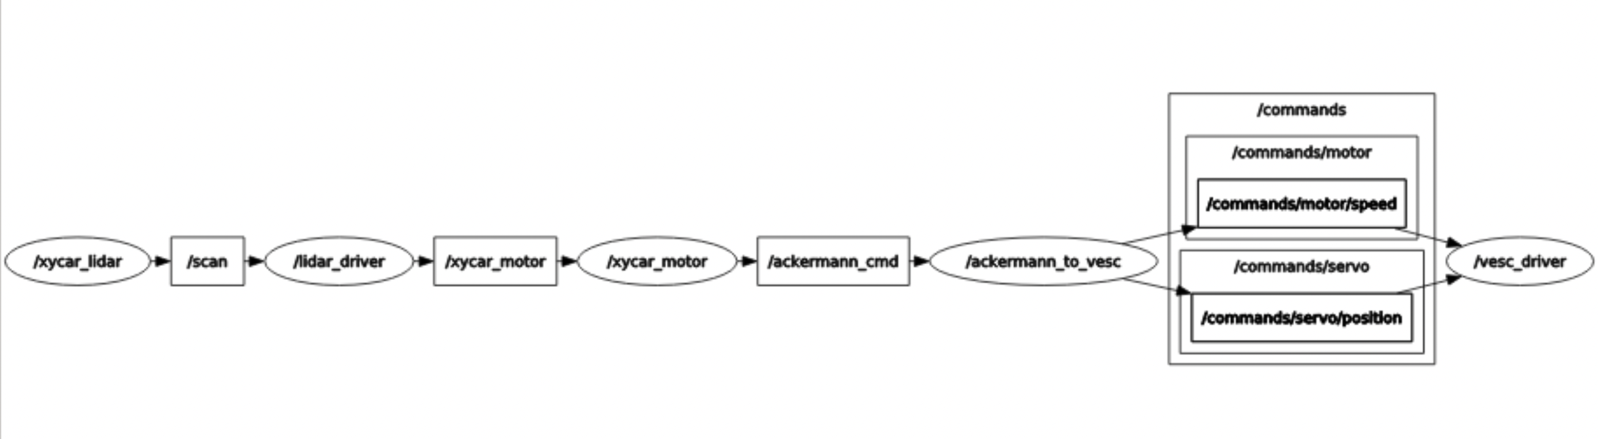 /xycar_lidar
/scan
/lidar_driver
/xycar_motor
/xycar_motor
/ackermann_cmd
/ackermann_to_vesc
/commands
/commands/motor
/commands/motor/speed
/commands/servo
/commands/servo/position
/vesc_driver